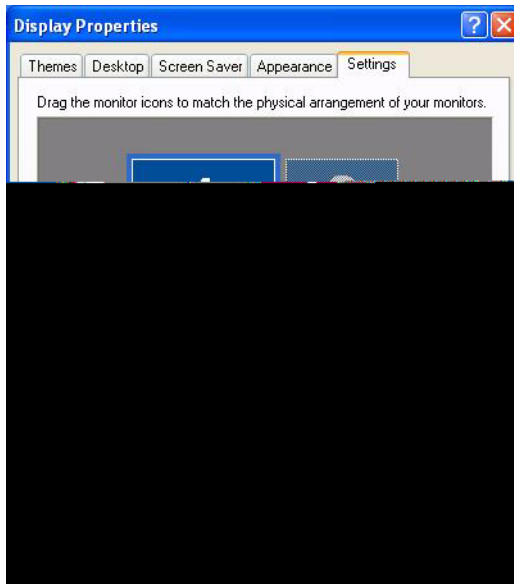 Display Properties
Themes Desktop Screen Saver Appearance Settings
Drag the monitor icons to match the physical arrangement of your monitors.